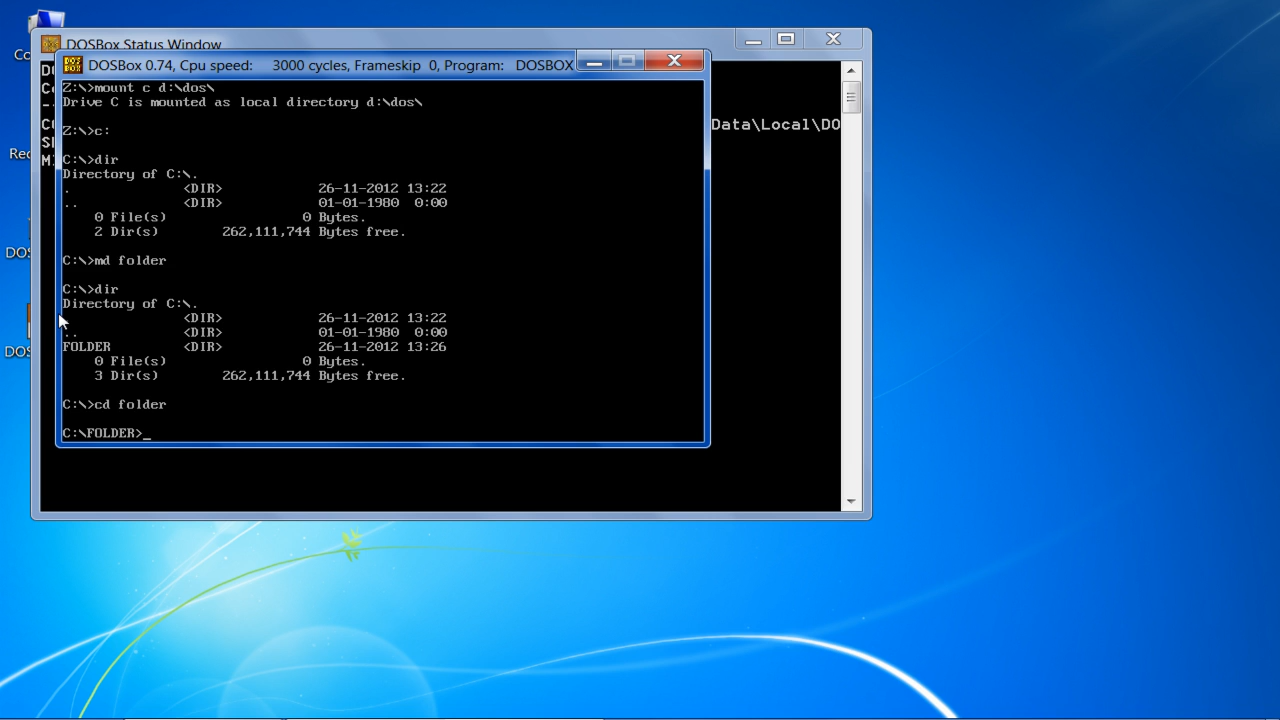 Co
DOSBox Status Window
DOSBox 0.74, Cpu speed: 3000 cycles, Frameskip 0, Program: DOSBOX
Z:\>mount c d:\dos\
Drive C is mounted as local directory d:\dos\
Data\Local\DO
Z:\>c:
Rec
C:\>dir
Directory of C:\.
. <DIR> 26-11-2012 13:22
.. <DIR> 01-01-1980 0:00
0 File(s) 0 Bytes.
2 Dir(s) 262,111,744 Bytes free.
DOS
C:\>md folder
C:\>dir
Directory of C:\.
<DIR> 26-11-2012 13:22
.. <DIR> 01-01-1980 0:00
FOLDER <DIR> 26-11-2012 13:26
DOS
0 File(s) 0 Bytes.
3 Dir(s) 262,111,744 Bytes free.
C:\>cd folder
C:\FOLDER>_